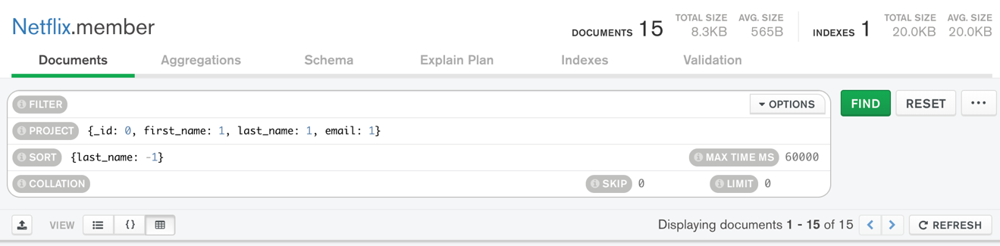 Netflix.member
DOCUMENTS 15 TOTAL SIZE 8.3KB AVG. SIZE 565B INDEXES 1 TOTAL SIZE 20.0KB AVG. SIZE 20.0KB
Documents Aggregations Schema Explain Plan Indexes Validation
FILTER OPTIONS FIND RESET ...
PROJECT {_id: 0, first_name: 1, last_name: 1, email: 1}
SORT {last_name: -1} MAX TIME MS 60000
COLLATION SKIP 0 LIMIT 0
VIEW {} Displaying documents 1 - 15 of 15 < > REFRESH